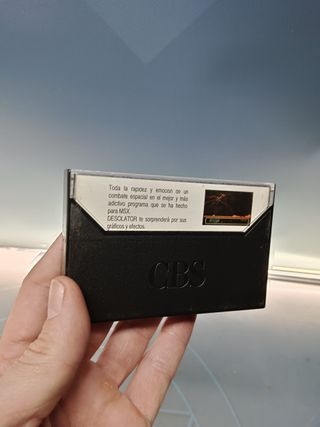 Toda la rapidez y emoción de un
combate espacial en el mejor y más
adictivo programa que se ha hecho
para MSX.
DESOLATOR te sorprenderá por sus
gráficos y efectos.
CBS